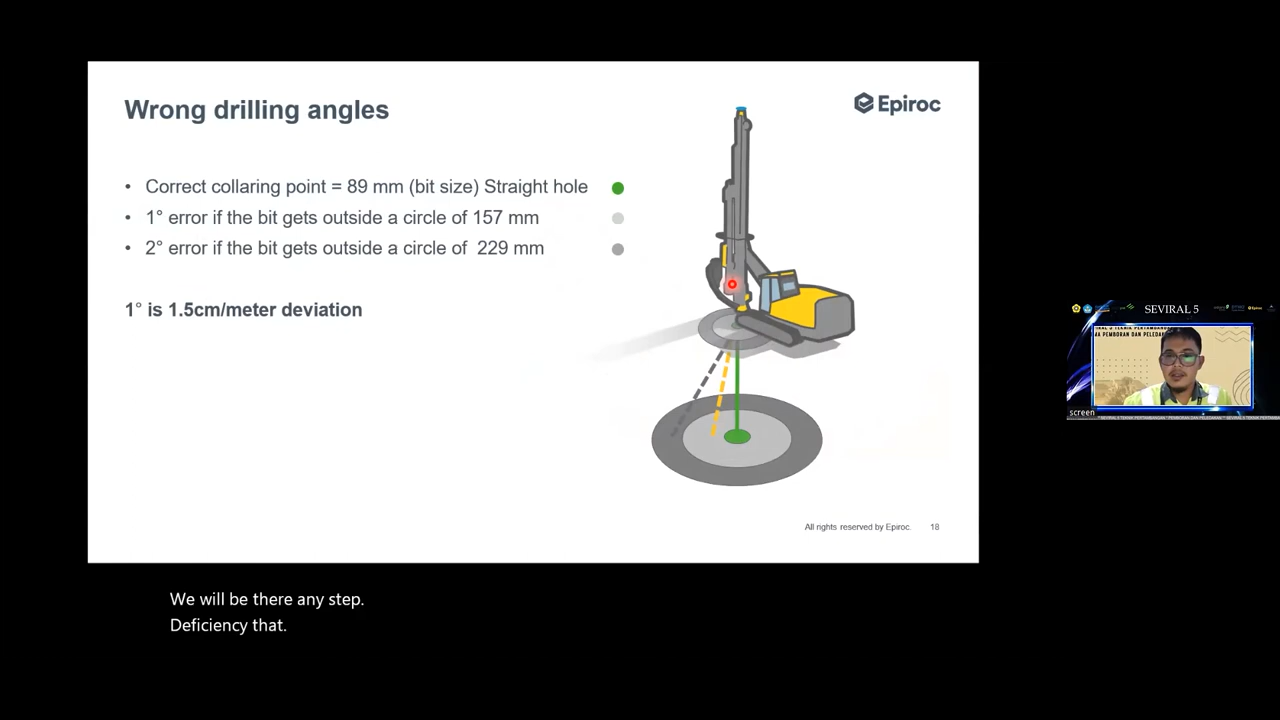 Wrong drilling angles
Epiroc
• Correct collaring point = 89 mm (bit size) Straight hole
• 1° error if the bit gets outside a circle of 157 mm
• 2° error if the bit gets outside a circle of 229 mm
1° is 1.5cm/meter deviation
All rights reserved by Epiroc. 18
SEVIRAL 5
screen
We will be there any step.
Deficiency that.